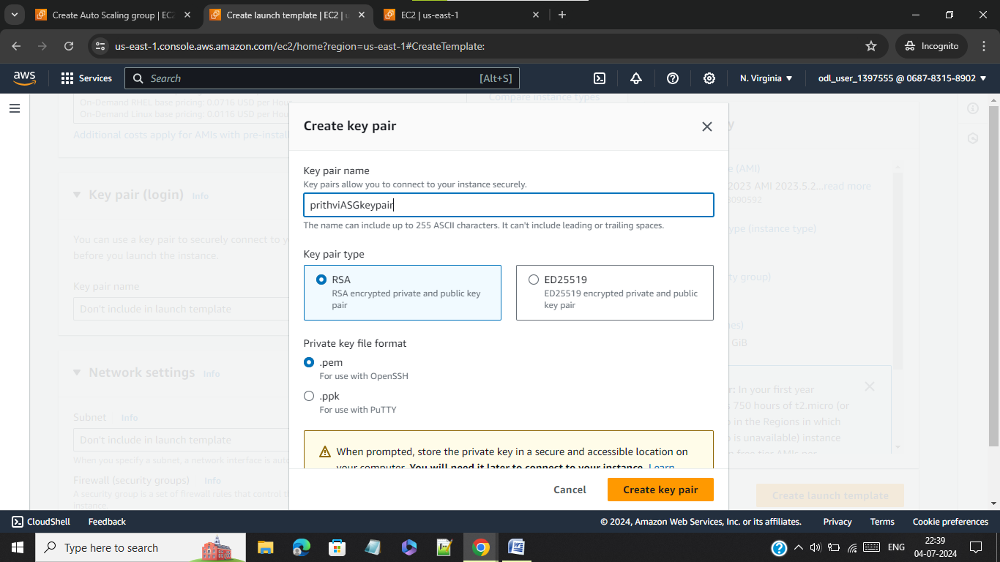 Create Auto Scaling group | EC2
Create launch template | EC2 | u
EC2 | us-east-1
us-east-1.console.aws.amazon.com/ec2/home?region=us-east-1#CreateTemplate:
Incognito
aws
Services
Search
[Alt+S]
N. Virginia
odl_user_1397555 @ 0687-8315-8902
On-Demand RHEL base pricing: 0.0716 USD per Hou
On-Demand Linux base pricing: 0.0116 USD per Hou
Additional costs apply for AMIs with pre-install
Compare instance types
Key pair (login) Info
You can use a key pair to securely connect to y
before you launch the instance.
Key pair name
Don't include in launch template
Network settings Info
Subnet Info
Don't include in launch template
When you specify a subnet, a network interface is auto
Firewall (security groups) Info
A security group is a set of firewall rules that control th
instance.
Create key pair
Key pair name
Key pairs allow you to connect to your instance securely.
prithviASGkeypair
The name can include up to 255 ASCII characters. It can't include leading or trailing spaces.
Key pair type
RSA
RSA encrypted private and public key
pair
ED25519
ED25519 encrypted private and public
key pair
Private key file format
.pem
For use with OpenSSH
.ppk
For use with PuTTY
When prompted, store the private key in a secure and accessible location on
your computer. You will need it later to connect to your instance. Learn
Cancel
Create key pair
y
e (AMI)
2023 AMI 2023.5.2...read more
090592
ype (instance type)
ty group)
es)
GiB
r: In your first year
s 750 hours of t2.micro (or
o in the Regions in which
o is unavailable) instance
Create launch template
CloudShell
Feedback
© 2024, Amazon Web Services, Inc. or its affiliates.
Privacy
Terms
Cookie preferences
Type here to search
ENG
22:39
04-07-2024